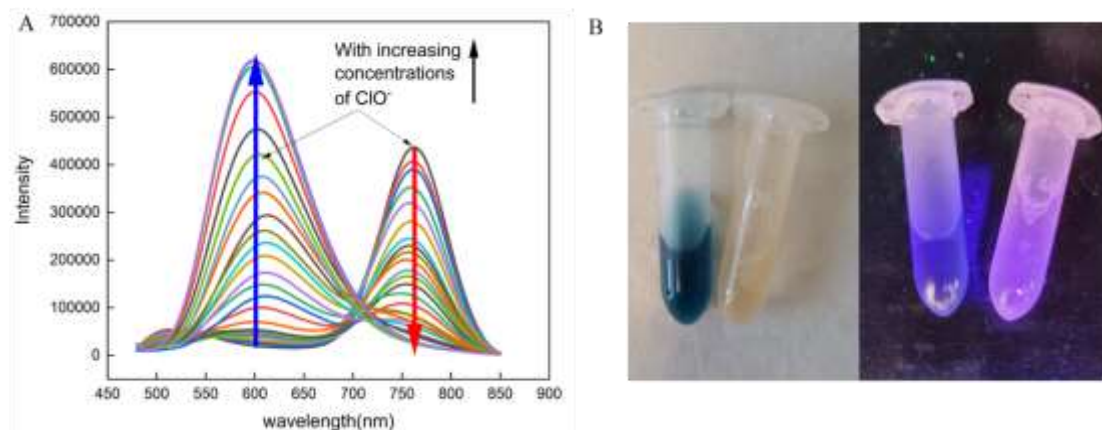 A
B
700000
600000
500000
400000
300000
200000
100000
0
Intensity
With increasing
concentrations
of ClO⁻
450 500 550 600 650 700 750 800 850 900
wavelength(nm)